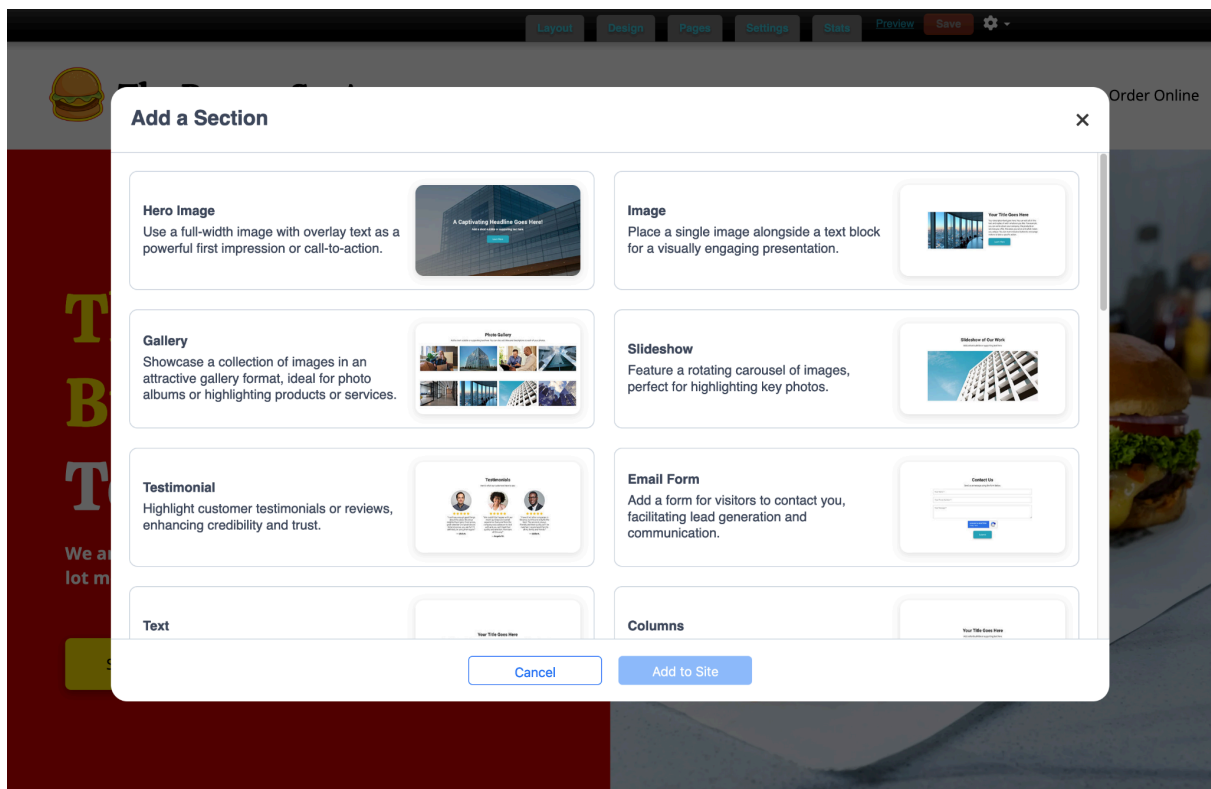 Layout
Design
Pages
Settings
Stats
Preview
Save
Order Online
Add a Section
Hero Image
Use a full-width image with overlay text as a
powerful first impression or call-to-action.
A Captivating Headline Goes Here!
Image
Place a single image alongside a text block
for a visually engaging presentation.
Your Title Goes Here
Gallery
Showcase a collection of images in an
attractive gallery format, ideal for photo
albums or highlighting products or services.
Photo Gallery
Slideshow
Feature a rotating carousel of images,
perfect for highlighting key photos.
Slideshow of Our Work
Testimonial
Highlight customer testimonials or reviews,
enhancing credibility and trust.
Testimonials
Email Form
Add a form for visitors to contact you,
facilitating lead generation and
communication.
Contact Us
Text
Your Title Goes Here
Columns
Your Title Goes Here
We ar
lot m
Cancel
Add to Site